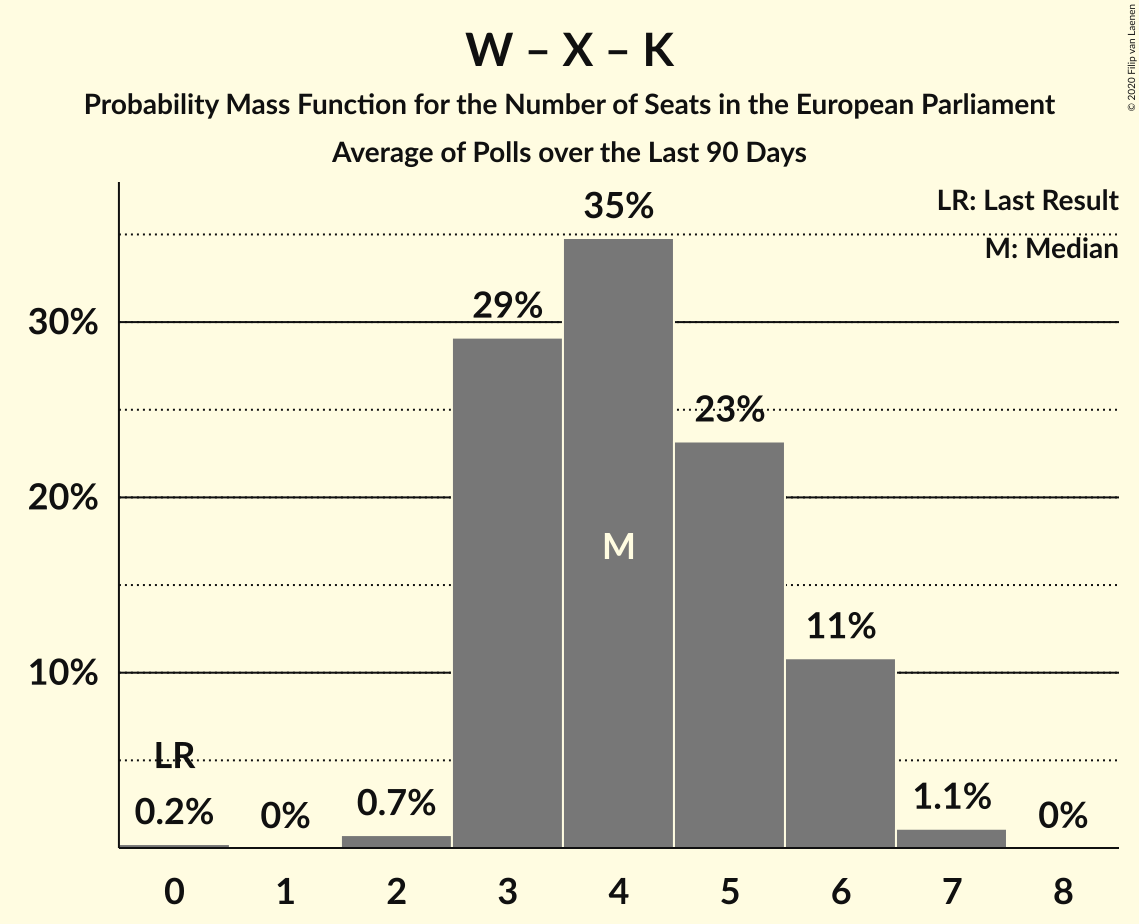 W – X – K
Probability Mass Function for the Number of Seats in the European Parliament
Average of Polls over the Last 90 Days
© 2020 Filip van Laenen
LR: Last Result
M: Median
35%
29%
30%
23%
20%
M
11%
10%
LR
0.2%
0%
0.7%
1.1%
0%
0
1
2
3
4
5
6
7
8